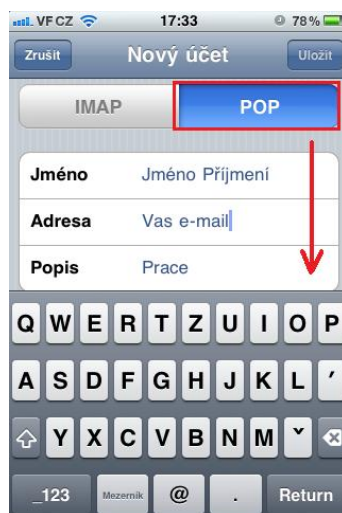 VF CZ 17:33 78%
Zrušit Nový účet Uložit
IMAP POP
Jméno Jméno Příjmení
Adresa Vas e-mail
Popis Prace
Q W E R T Z U I O P
A S D F G H J K L ʼ
Y X C V B N M ˇ
_123 Mezerník @ . Return